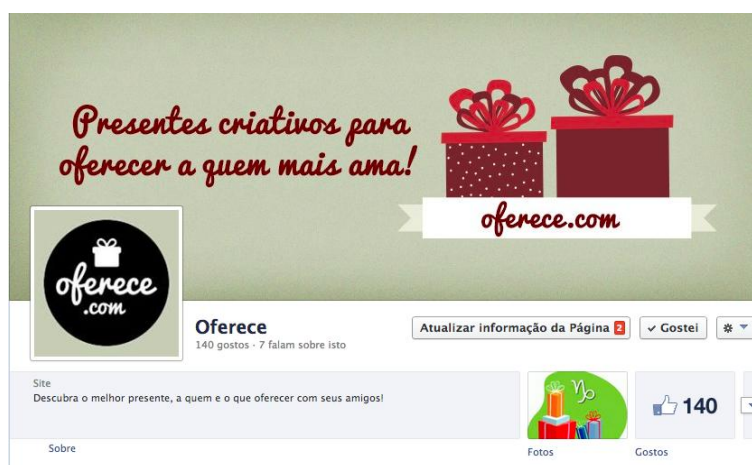 Presentes criativos para
oferecer a quem mais ama!
oferece.com
oferece
.com
Oferece
140 gostos · 7 falam sobre isto
Atualizar informação da Página 2
✓ Gostei
Site
Descubra o melhor presente, a quem e o que oferecer com seus amigos!
140
Sobre
Fotos
Gostos